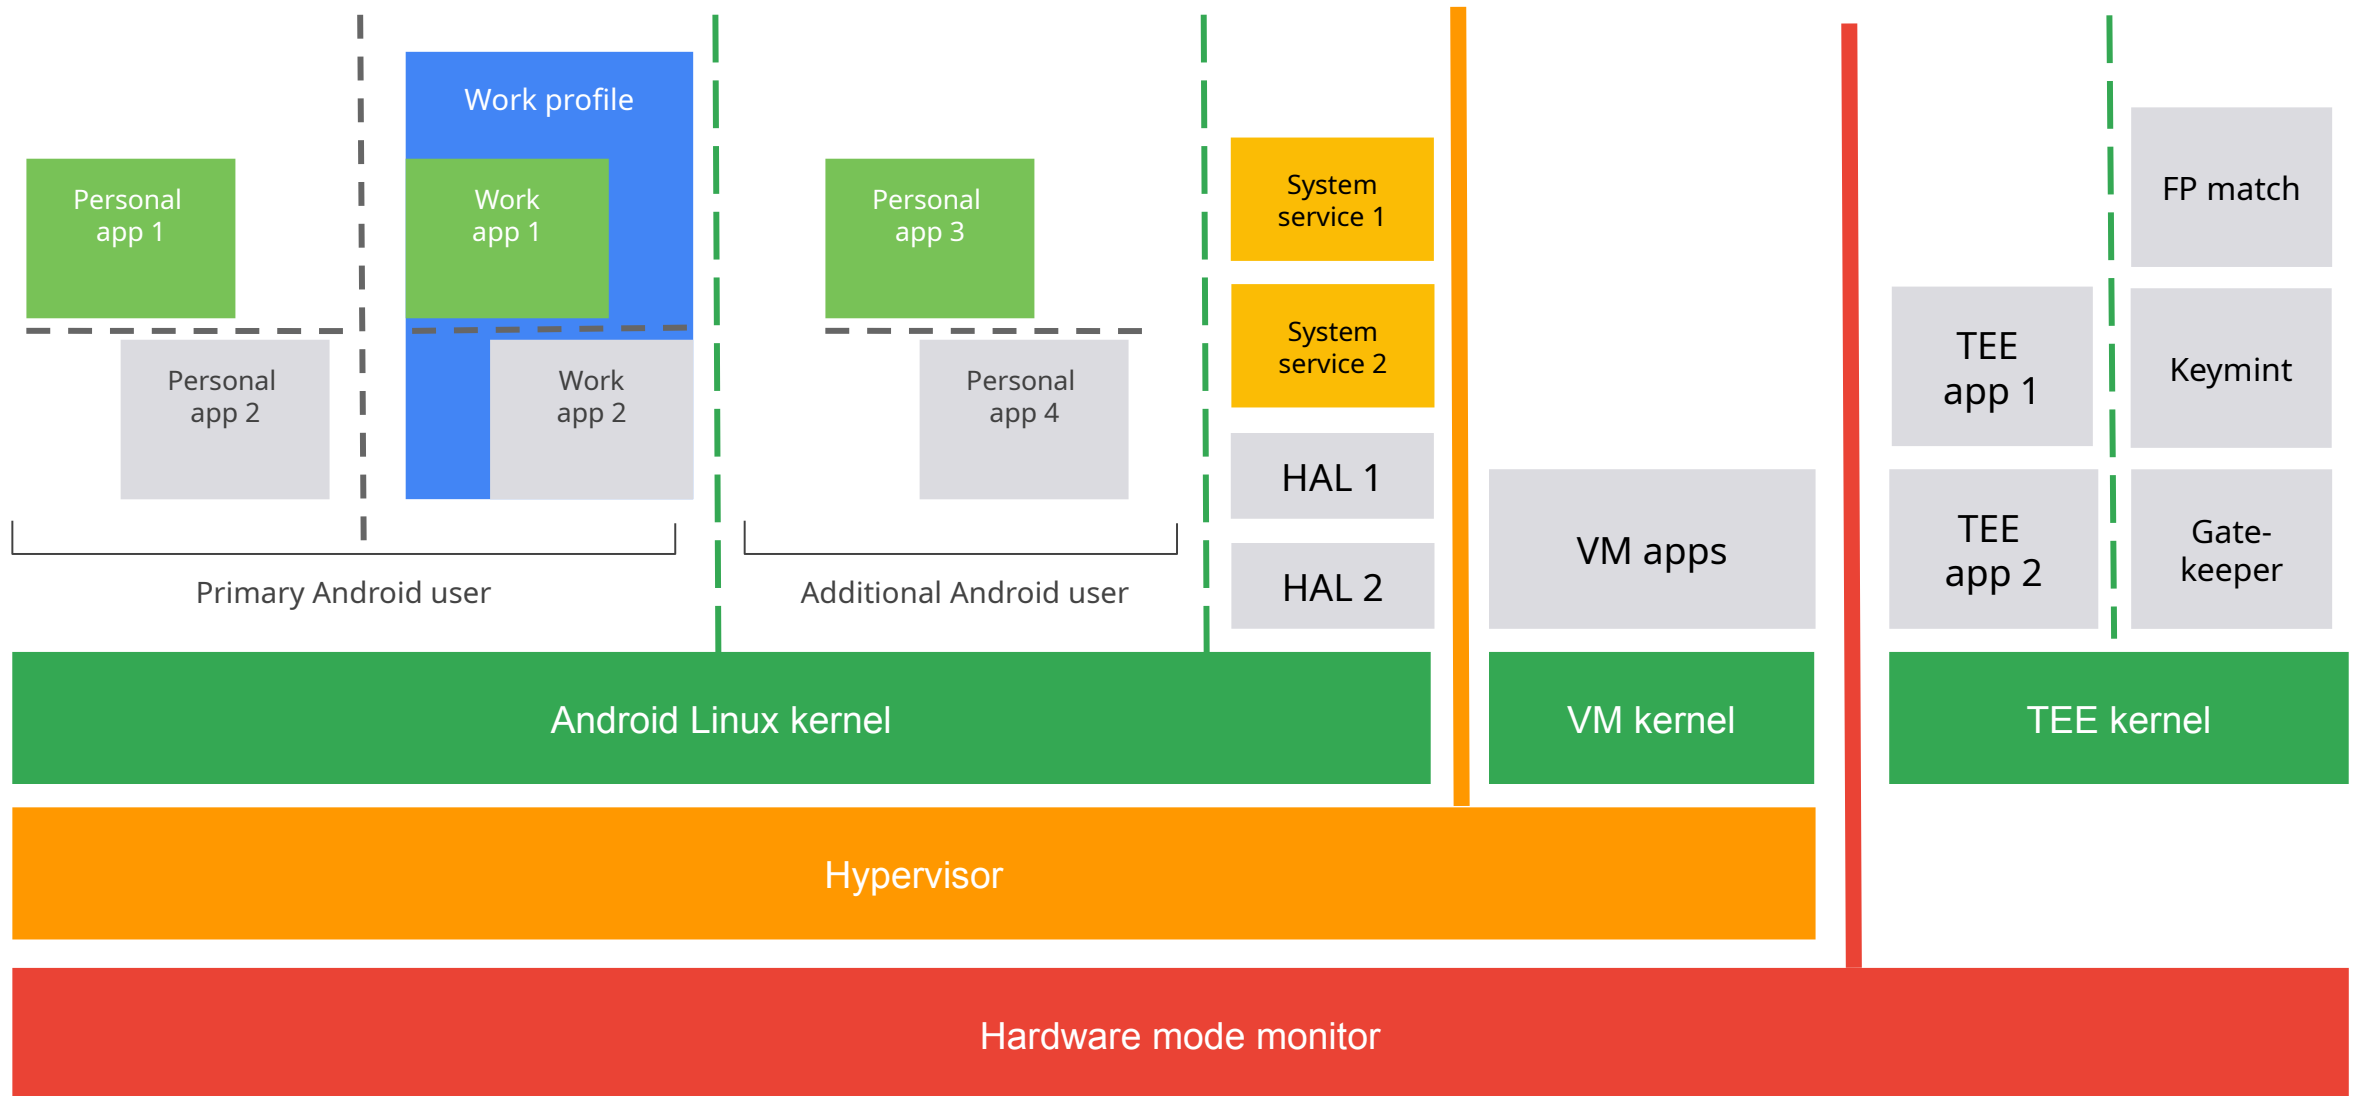 Work profile
Personal
app 1
Work
app 1
Personal
app 3
Personal
app 2
Work
app 2
Personal
app 4
Primary Android user
Additional Android user
System
service 1
System
service 2
HAL 1
HAL 2
VM apps
TEE
app 1
TEE
app 2
FP match
Keymint
Gate-
keeper
Android Linux kernel
VM kernel
TEE kernel
Hypervisor
Hardware mode monitor